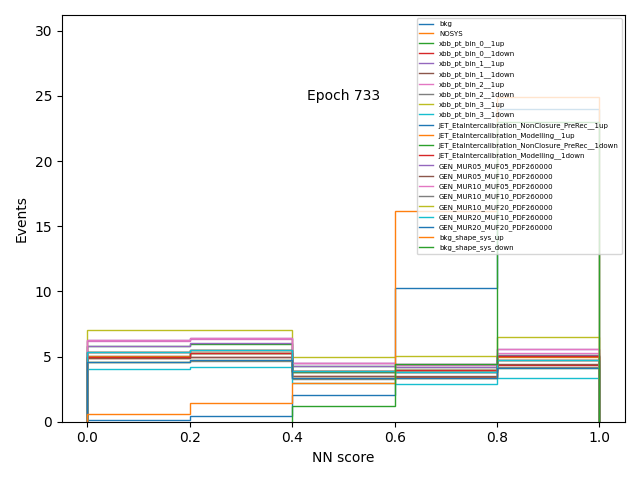 bkg
NOSYS
xbb_pt_bin_0__1up
xbb_pt_bin_0__1down
xbb_pt_bin_1__1up
xbb_pt_bin_1__1down
xbb_pt_bin_2__1up
xbb_pt_bin_2__1down
xbb_pt_bin_3__1up
xbb_pt_bin_3__1down
JET_EtaIntercalibration_NonClosure_PreRec__1up
JET_EtaIntercalibration_Modelling__1up
JET_EtaIntercalibration_NonClosure_PreRec__1down
JET_EtaIntercalibration_Modelling__1down
GEN_MUR05_MUF05_PDF260000
GEN_MUR05_MUF10_PDF260000
GEN_MUR10_MUF05_PDF260000
GEN_MUR10_MUF10_PDF260000
GEN_MUR10_MUF20_PDF260000
GEN_MUR20_MUF10_PDF260000
GEN_MUR20_MUF20_PDF260000
bkg_shape_sys_up
bkg_shape_sys_down
Epoch 733
Events
30
25
20
15
10
5
0
0.0 0.2 0.4 0.6 0.8 1.0
NN score